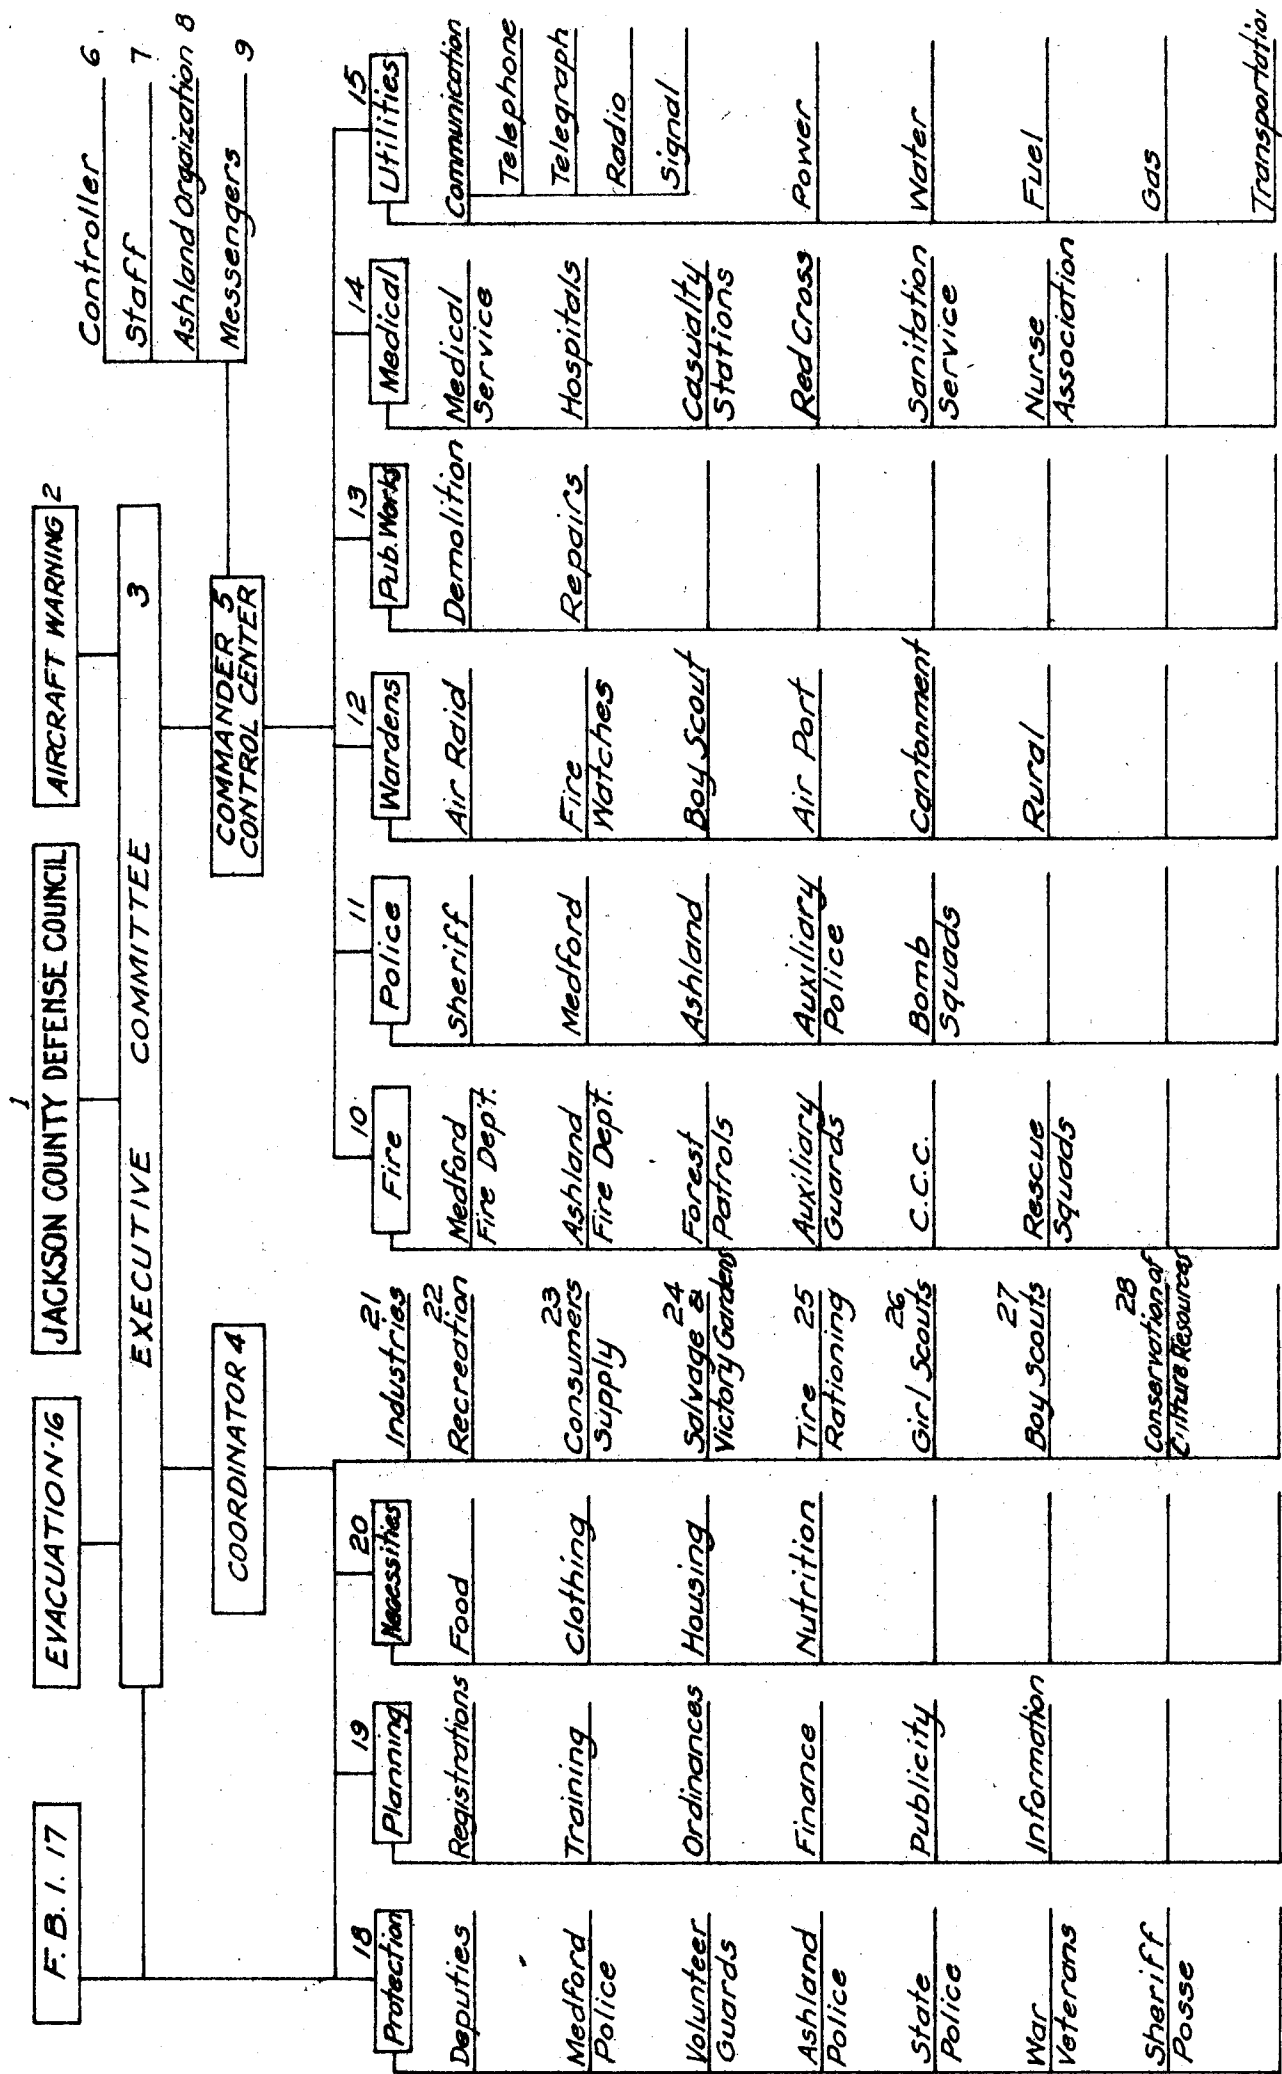 1
F. B. I. 17
EVACUATION-16
JACKSON COUNTY DEFENSE COUNCIL
AIRCRAFT WARNING 2
EXECUTIVE COMMITTEE 3
COORDINATOR 4
COMMANDER 5
CONTROL CENTER
Controller 6
Staff 7
Ashland Orgaization 8
Messengers 9
18
Protection
Deputies
Medford
Police
Volunteer
Guards
Ashland
Police
State
Police
War
Veterans
Sheriff
Posse
19
Planning
Registrations
Training
Ordinances
Finance
Publicity
Information
20
Necessities
Food
Clothing
Housing
Nutrition
21
Industries
22
Recreation
23
Consumers
Supply
24
Salvage &
Victory Gardens
Tire 25
Rationing
26
Girl Scouts
27
Boy Scouts
28
Conservation of
Culture Resources
10
Fire
Medford
Fire Dep't.
Ashland
Fire Dept.
Forest
Patrols
Auxiliary
Guards
C.C.C.
Rescue
Squads
11
Police
Sheriff
Medford
Ashland
Auxiliary
Police
Bomb
Squads
12
Wardens
Air Raid
Fire
Watches
Boy Scout
Air Port
Cantonment
Rural
13
Pub. Works
Demolition
Repairs
14
Medical
Medical
Service
Hospitals
Casualty
Stations
Red Cross
Sanitation
Service
Nurse
Association
15
Utilities
Communication
Telephone
Telegraph
Radio
Signal
Power
Water
Fuel
Gas
Transportation